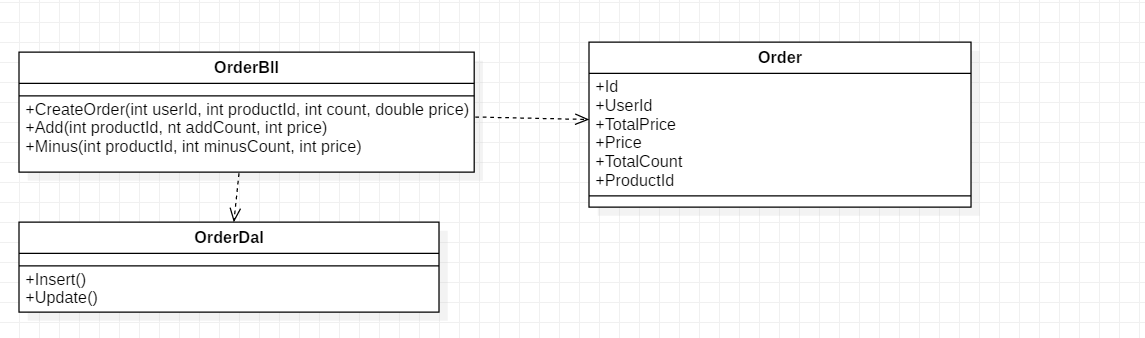 OrderBll
+CreateOrder(int userId, int productId, int count, double price)
+Add(int productId, nt addCount, int price)
+Minus(int productId, int minusCount, int price)
Order
+Id
+UserId
+TotalPrice
+Price
+TotalCount
+ProductId
OrderDal
+Insert()
+Update()